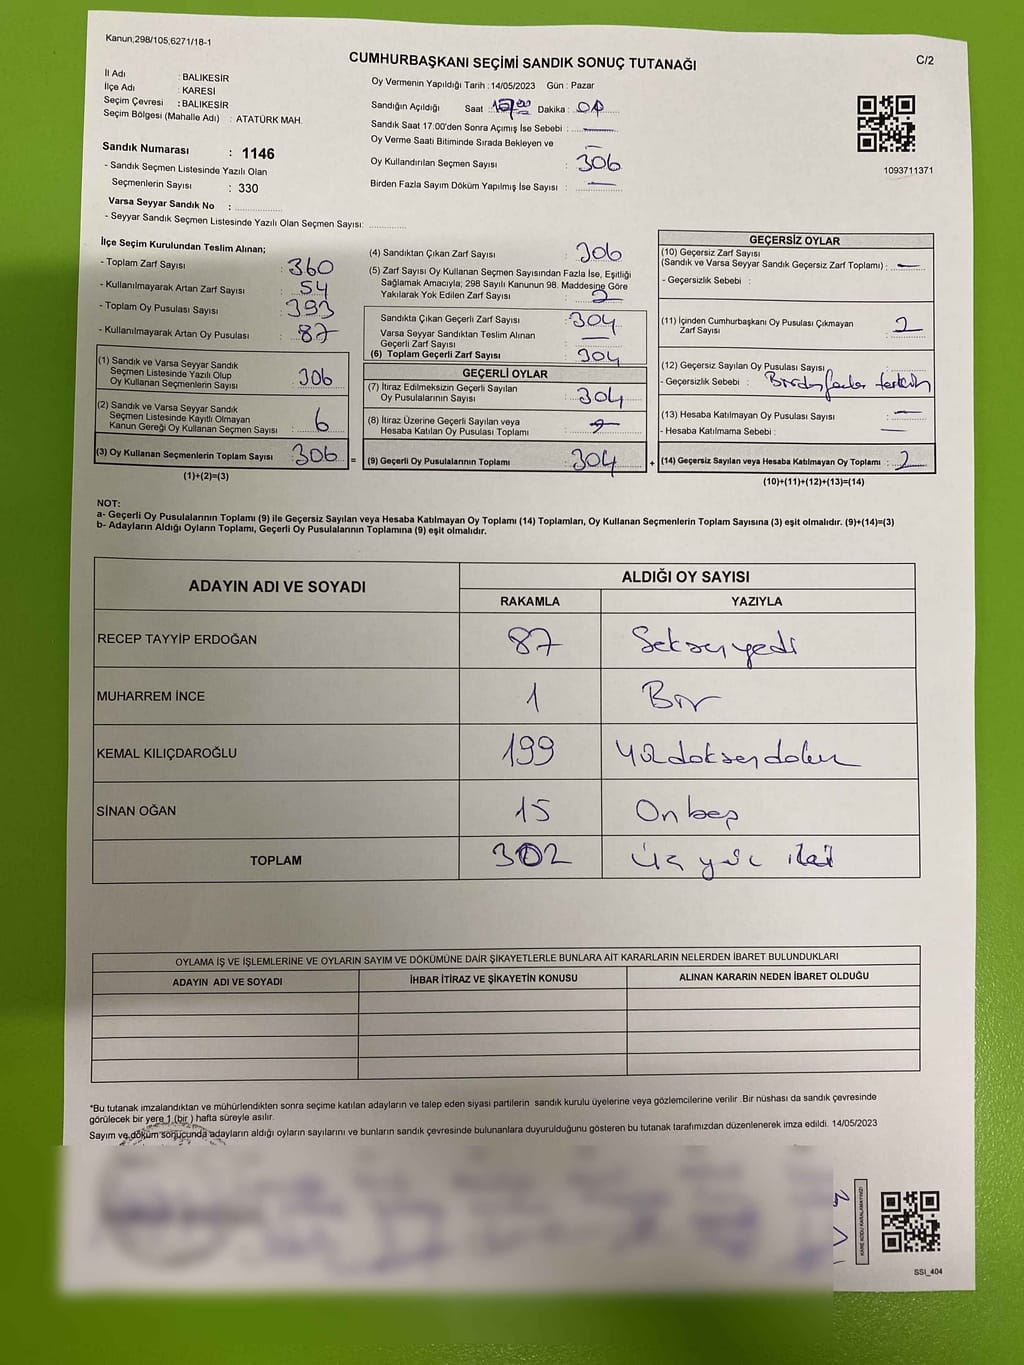 Kanun;298/105,6271/18-1
CUMHURBAŞKANI SEÇİMİ SANDIK SONUÇ TUTANAĞI
C/2
İl Adı : BALIKESİR
İlçe Adı : KARESİ
Seçim Çevresi : BALIKESİR
Seçim Bölgesi (Mahalle Adı) : ATATÜRK MAH.
Sandık Numarası : 1146
- Sandık Seçmen Listesinde Yazılı Olan
Seçmenlerin Sayısı : 330
Varsa Seyyar Sandık No :
- Seyyar Sandık Seçmen Listesinde Yazılı Olan Seçmen Sayısı:
Oy Vermenin Yapıldığı Tarih : 14/05/2023 Gün : Pazar
Sandığın Açıldığı Saat : Dakika :
Sandık Saat 17:00'den Sonra Açımış İse Sebebi : —
Oy Verme Saati Bitiminde Sırada Bekleyen ve —
Oy Kullandırılan Seçmen Sayısı : 306
Birden Fazla Sayım Döküm Yapılmış İse Sayısı : —
1093711371
İlçe Seçim Kurulundan Teslim Alınan;
- Toplam Zarf Sayısı : 360
- Kullanılmayarak Artan Zarf Sayısı : 54
- Toplam Oy Pusulası Sayısı : 393
- Kullanılmayarak Artan Oy Pusulası : 87
(1) Sandık ve Varsa Seyyar Sandık
Seçmen Listesinde Yazılı Olup
Oy Kullanan Seçmenlerin Sayısı : 306
(2) Sandık ve Varsa Seyyar Sandık
Seçmen Listesinde Kayıtlı Olmayan
Kanun Gereği Oy Kullanan Seçmen Sayısı : 6
(3) Oy Kullanan Seçmenlerin Toplam Sayısı : 306
(1)+(2)=(3)
(4) Sandıktan Çıkan Zarf Sayısı : 306
(5) Zarf Sayısı Oy Kullanan Seçmen Sayısından Fazla İse, Eşitliği
Sağlamak Amacıyla; 298 Sayılı Kanunun 98. Maddesine Göre
Yakılarak Yok Edilen Zarf Sayısı : 2
Sandıkta Çıkan Geçerli Zarf Sayısı : 304
Varsa Seyyar Sandıktan Teslim Alınan
Geçerli Zarf Sayısı : —
(6) Toplam Geçerli Zarf Sayısı : 304
GEÇERLİ OYLAR
(7) İtiraz Edilmeksizin Geçerli Sayılan
Oy Pusulalarının Sayısı : 304
(8) İtiraz Üzerine Geçerli Sayılan veya
Hesaba Katılan Oy Pusulası Toplamı :
= (9) Geçerli Oy Pusulalarının Toplamı : 304 +
GEÇERSİZ OYLAR
(10) Geçersiz Zarf Sayısı
(Sandık ve Varsa Seyyar Sandık Geçersiz Zarf Toplamı) : —
- Geçersizlik Sebebi :
(11) İçinden Cumhurbaşkanı Oy Pusulası Çıkmayan
Zarf Sayısı : 2
(12) Geçersiz Sayılan Oy Pusulası Sayısı :
- Geçersizlik Sebebi : Birden fazla tercih
(13) Hesaba Katılmayan Oy Pusulası Sayısı : —
- Hesaba Katılmama Sebebi : —
(14) Geçersiz Sayılan veya Hesaba Katılmayan Oy Toplamı : 2
(10)+(11)+(12)+(13)=(14)
NOT:
a- Geçerli Oy Pusulalarının Toplamı (9) ile Geçersiz Sayılan veya Hesaba Katılmayan Oy Toplamı (14) Toplamları, Oy Kullanan Seçmenlerin Toplam Sayısına (3) eşit olmalıdır. (9)+(14)=(3)
b- Adayların Aldığı Oyların Toplamı, Geçerli Oy Pusulalarının Toplamına (9) eşit olmalıdır.
ADAYIN ADI VE SOYADI
ALDIĞI OY SAYISI
RAKAMLA YAZIYLA
RECEP TAYYİP ERDOĞAN 87 Seksenyedi
MUHARREM İNCE 1 Bir
KEMAL KILIÇDAROĞLU 199 Yüzdoksandokuz
SİNAN OĞAN 15 Onbeş
TOPLAM 302 Üç yüz iki
OYLAMA İŞ VE İŞLEMLERİNE VE OYLARIN SAYIM VE DÖKÜMÜNE DAİR ŞİKAYETLERLE BUNLARA AİT KARARLARIN NELERDEN İBARET BULUNDUKLARI
ADAYIN ADI VE SOYADI İHBAR İTİRAZ VE ŞİKAYETİN KONUSU ALINAN KARARIN NEDEN İBARET OLDUĞU
*Bu tutanak imzalandıktan ve mühürlendikten sonra seçime katılan adayların ve talep eden siyasi partilerin sandık kurulu üyelerine veya gözlemcilerine verilir .Bir nüshası da sandık çevresinde
görülecek bir yere 1 (bir ) hafta süreyle asılır.
Sayım ve döküm sonucunda adayların aldığı oyların sayılarını ve bunların sandık çevresinde bulunanlara duyurulduğunu gösteren bu tutanak tarafımızdan düzenlenerek imza edildi. 14/05/2023
KARE KODU KARALAMAYINIZ!
SSI_404